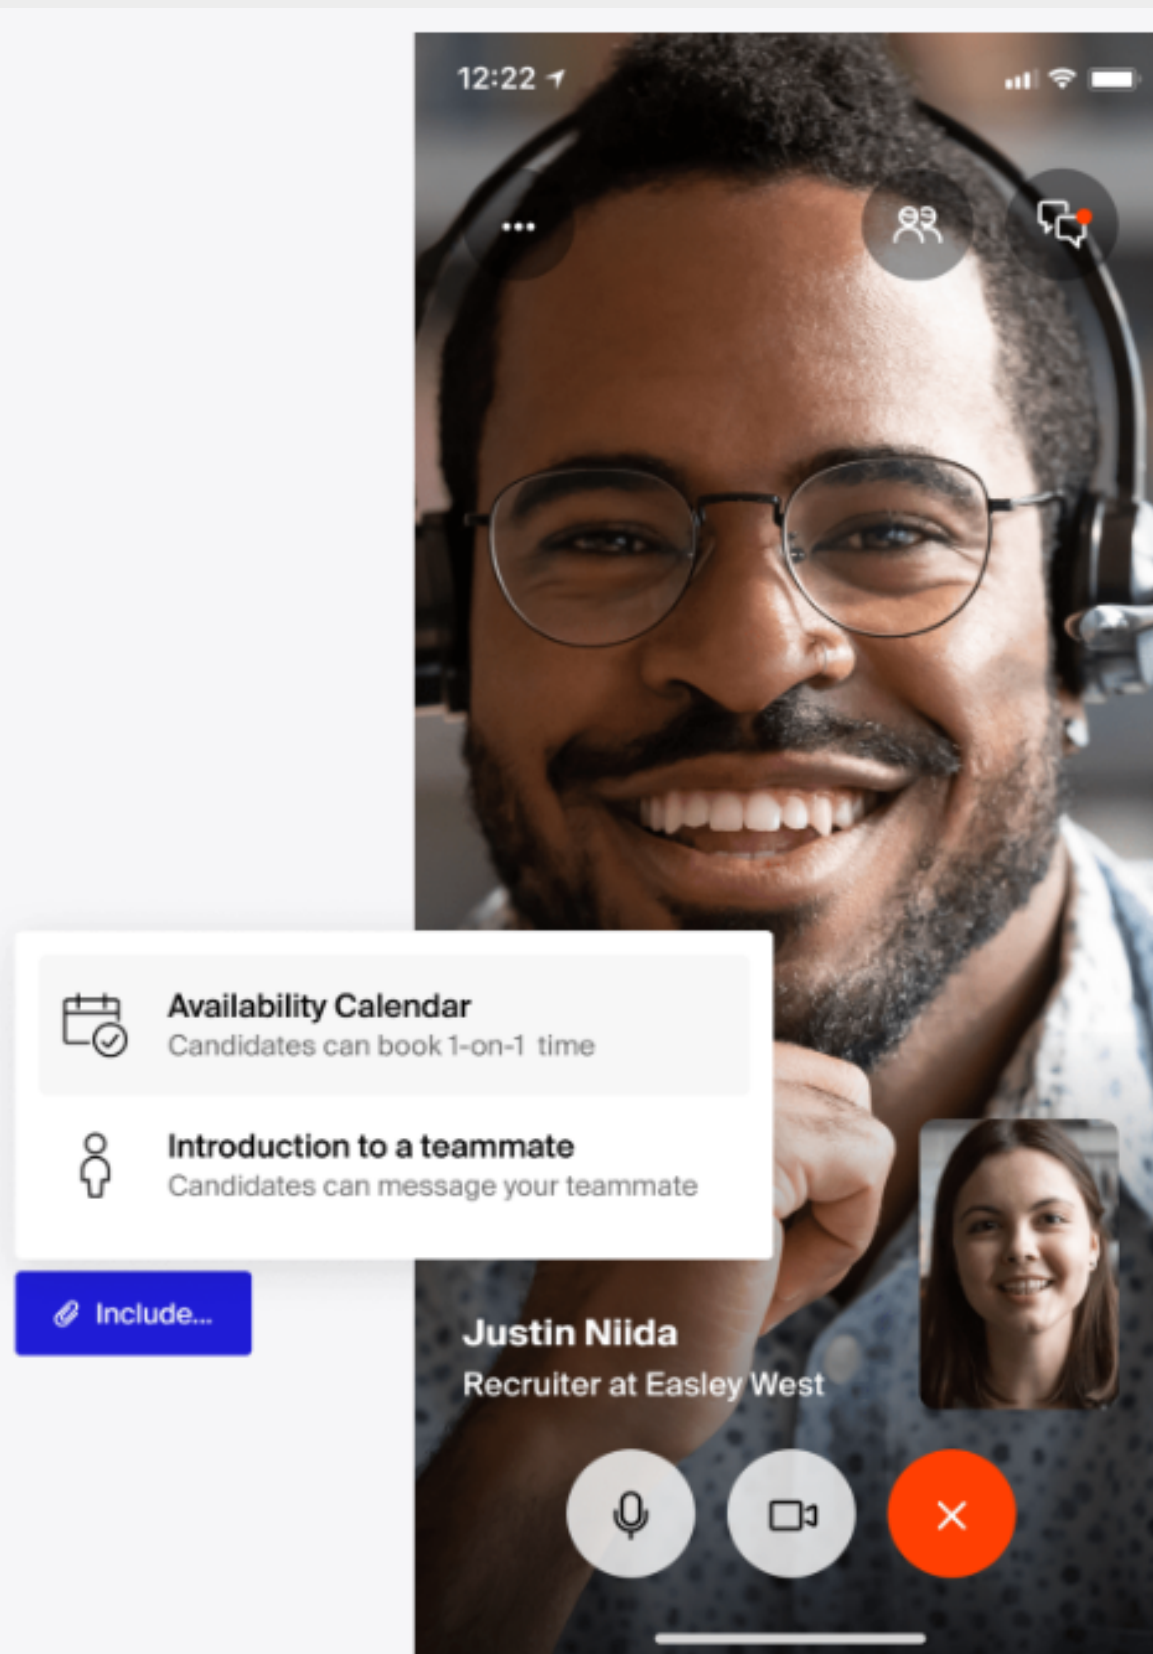 12:22
Availability Calendar
Candidates can book 1-on-1 time
Introduction to a teammate
Candidates can message your teammate
Include...
Justin Niida
Recruiter at Easley West